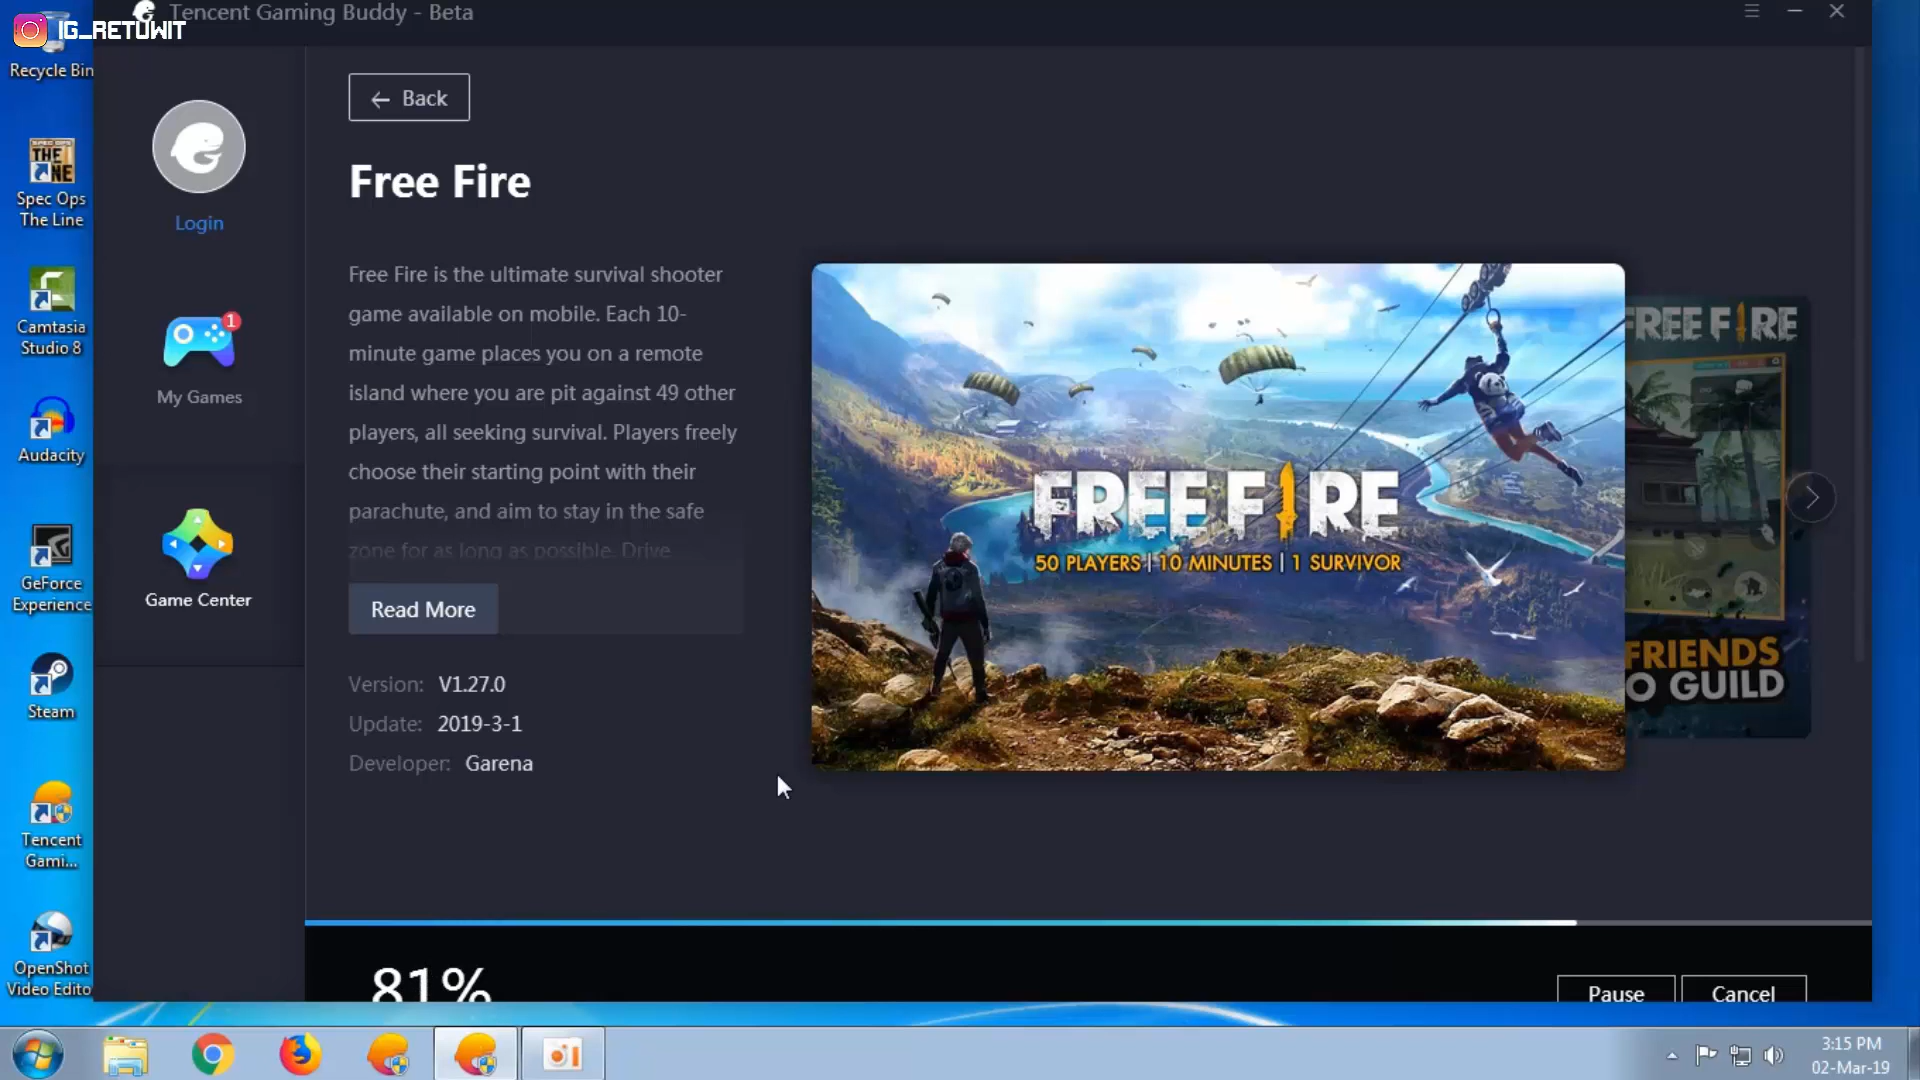 Tencent Gaming Buddy - Beta
IG_RETUWIT
Recycle Bin
Back
Free Fire
Login
Free Fire is the ultimate survival shooter
game available on mobile. Each 10-
minute game places you on a remote
island where you are pit against 49 other
players, all seeking survival. Players freely
choose their starting point with their
parachute, and aim to stay in the safe
zone for as long as possible. Drive
Read More
Version: V1.27.0
Update: 2019-3-1
Developer: Garena
1
My Games
Game Center
FREE FIRE
50 PLAYERS | 10 MINUTES | 1 SURVIVOR
FREE FIRE
FRIENDS
O GUILD
SPEC OPS
THE LINE
Spec Ops
The Line
Camtasia
Studio 8
Audacity
GeForce
Experience
Steam
Tencent
Gami...
OpenShot
Video Edito
81%
Pause
Cancel
3:15 PM
02-Mar-19